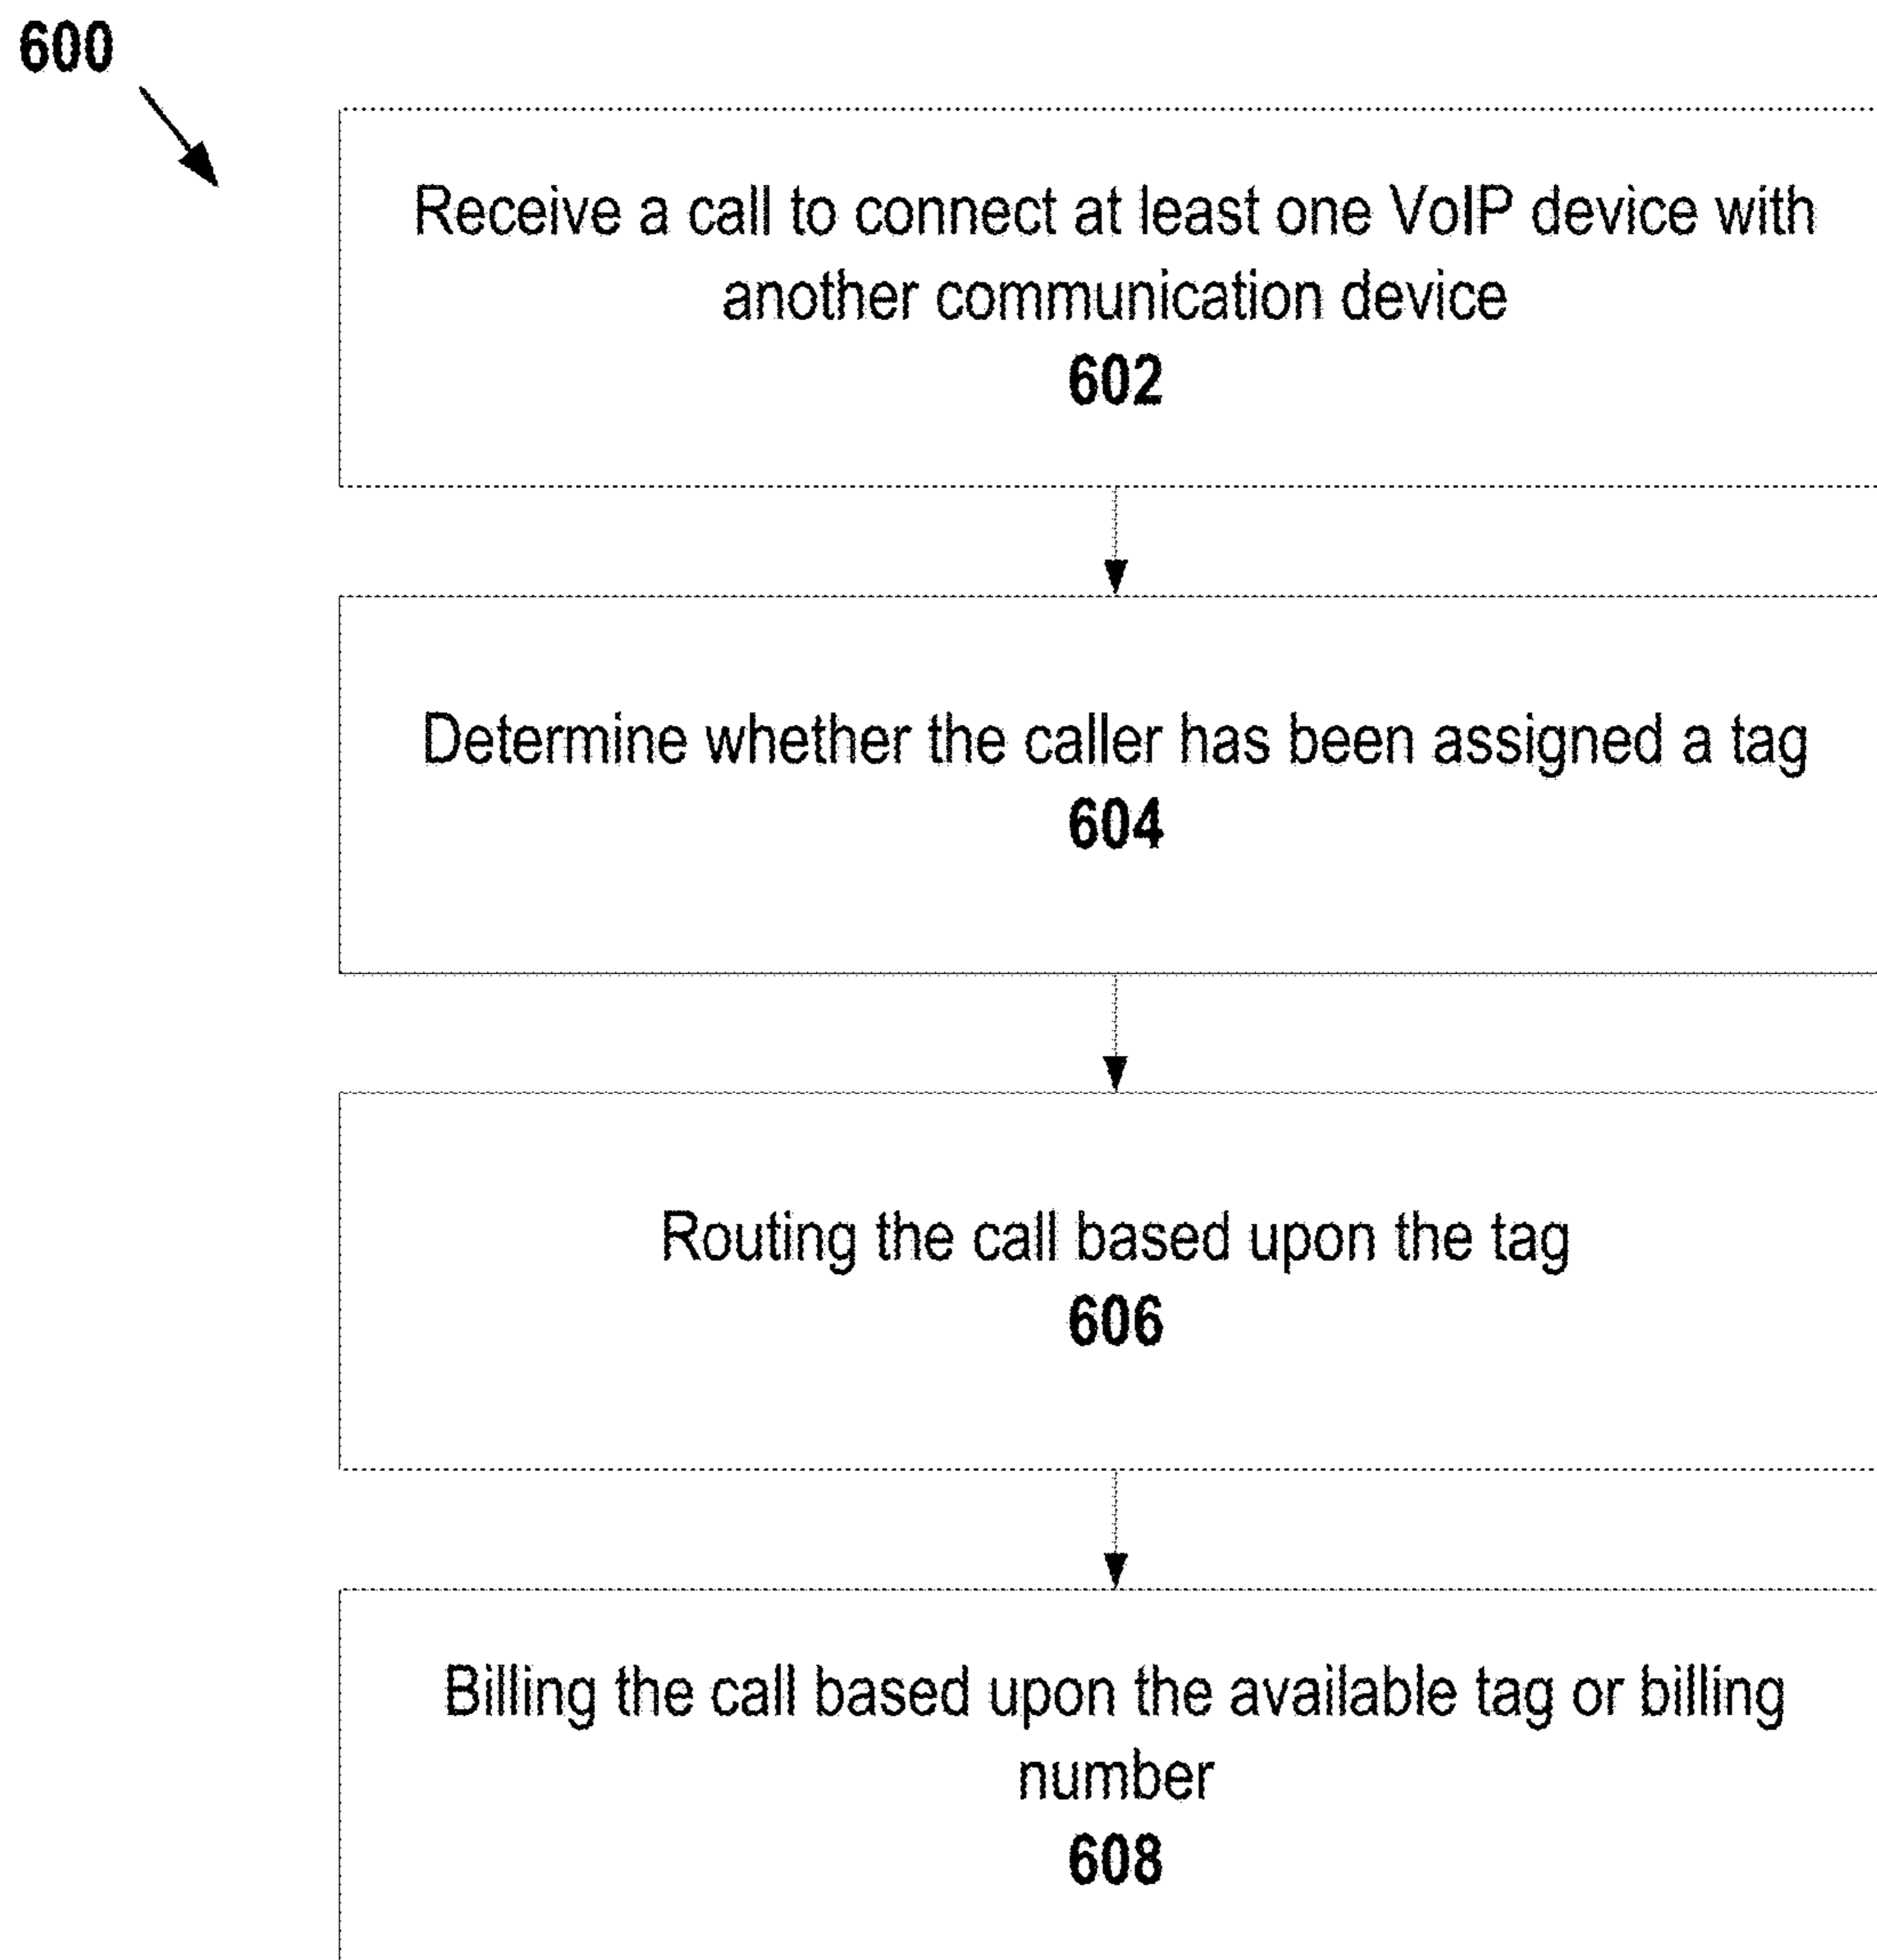 600
Receive a call to connect at least one VoIP device with
another communication device
602
Determine whether the caller has been assigned a tag
604
Routing the call based upon the tag
606
Billing the call based upon the available tag or billing
number
608